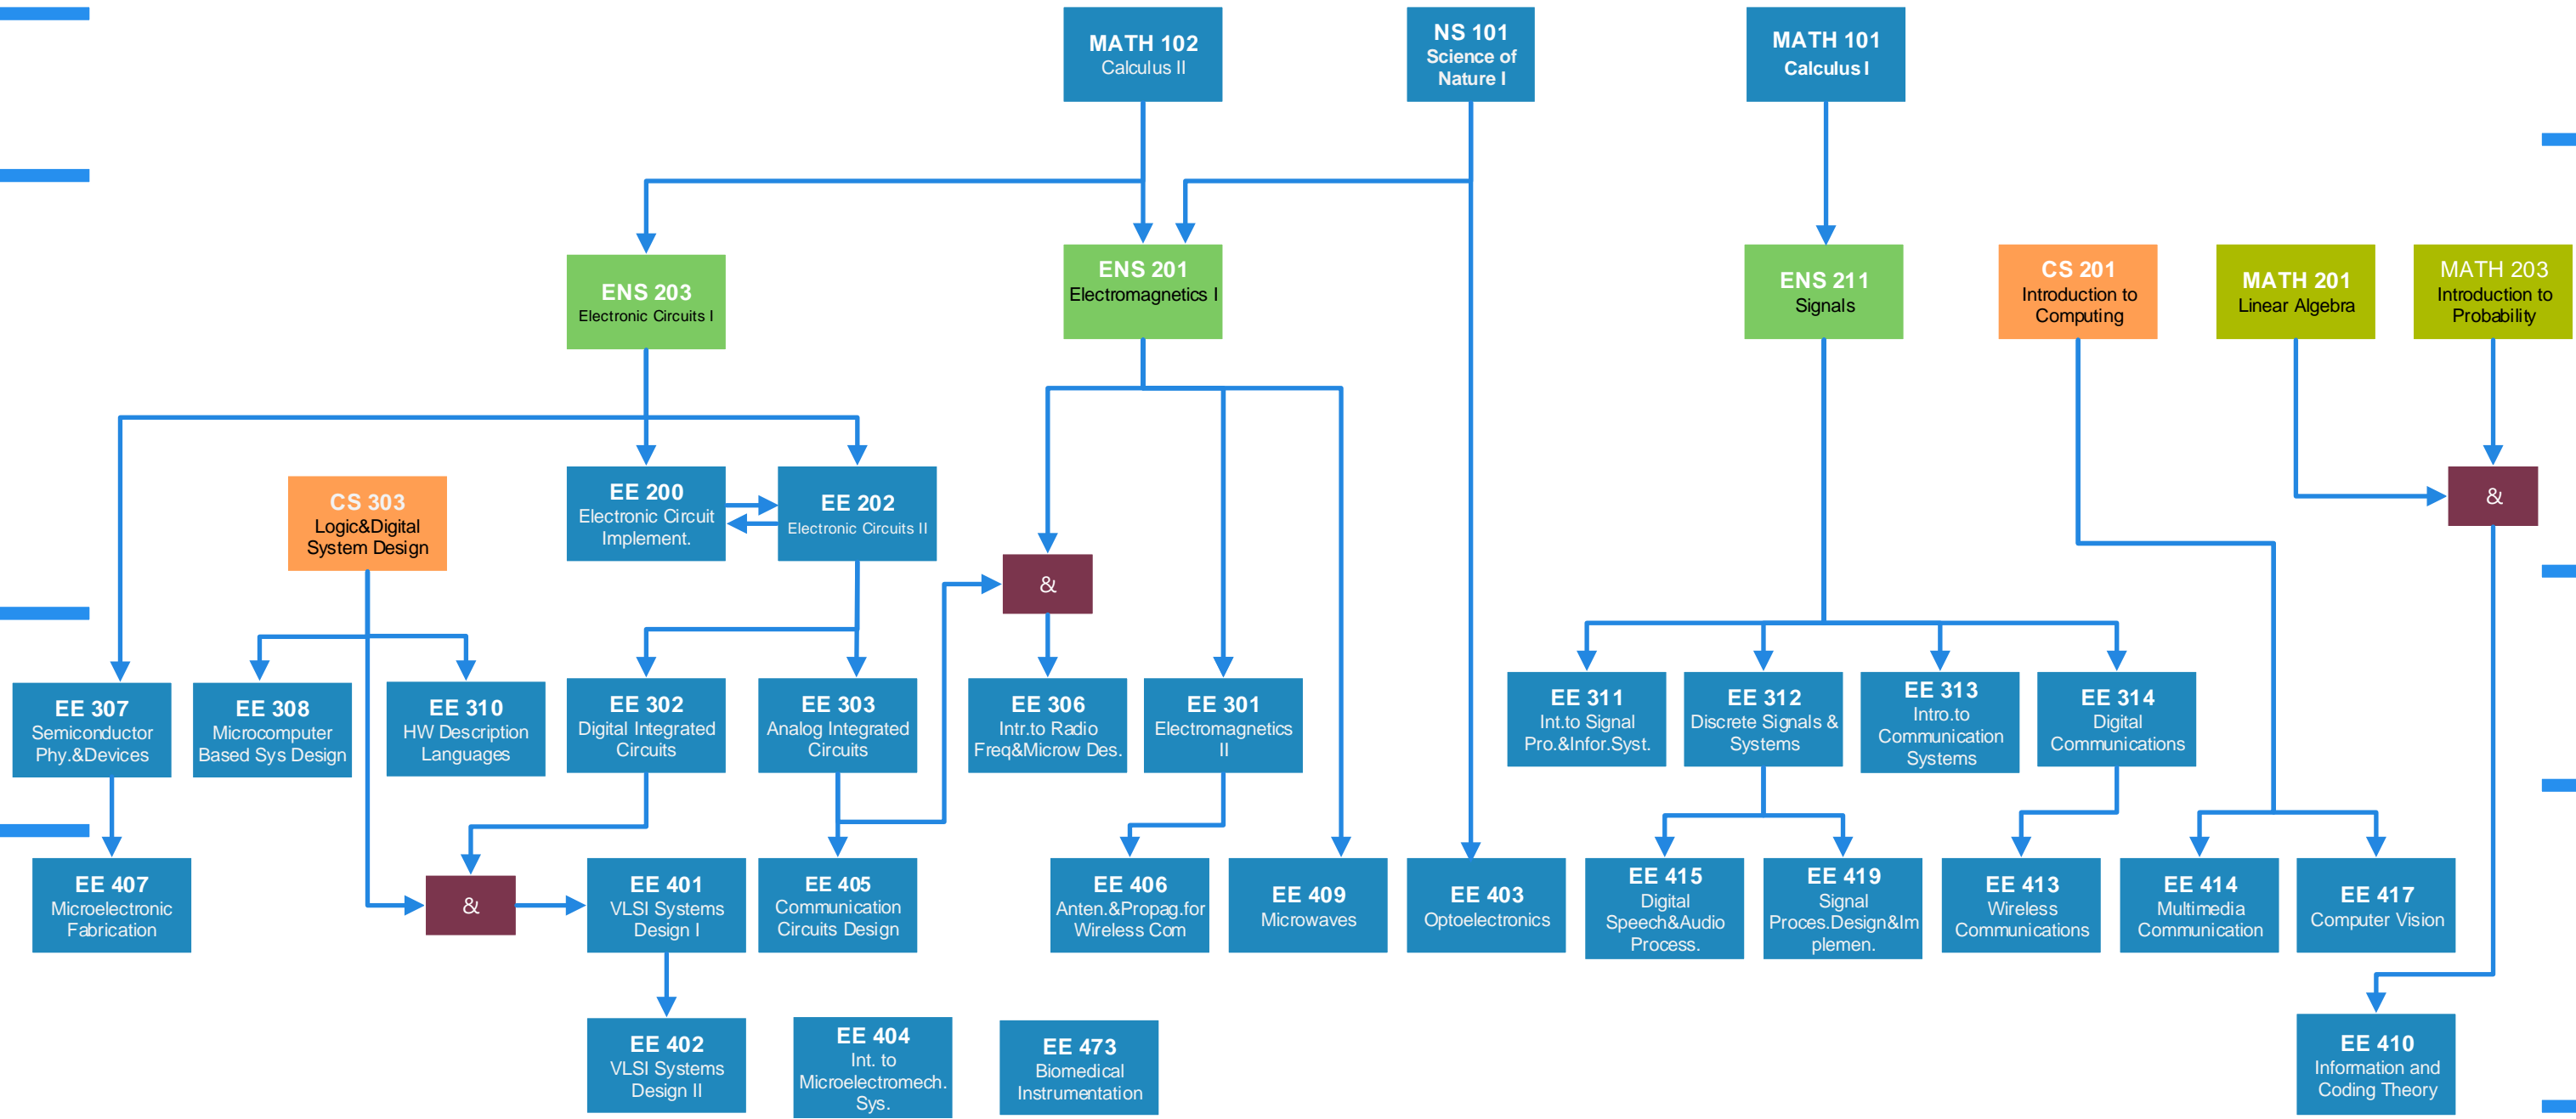 MATH 102
Calculus II
NS 101
Science of
Nature I
MATH 101
Calculus I
ENS 203
Electronic Circuits I
ENS 201
Electromagnetics I
ENS 211
Signals
CS 201
Introduction to
Computing
MATH 201
Linear Algebra
MATH 203
Introduction to
Probability
CS 303
Logic&Digital
System Design
EE 200
Electronic Circuit
Implement.
EE 202
Electronic Circuits II
&
&
EE 307
Semiconductor
Phy.&Devices
EE 308
Microcomputer
Based Sys Design
EE 310
HW Description
Languages
EE 302
Digital Integrated
Circuits
EE 303
Analog Integrated
Circuits
EE 306
Intr.to Radio
Freq&Microw Des.
EE 301
Electromagnetics
II
EE 311
Int.to Signal
Pro.&Infor.Syst.
EE 312
Discrete Signals &
Systems
EE 313
Intro.to
Communication
Systems
EE 314
Digital
Communications
EE 407
Microelectronic
Fabrication
&
EE 401
VLSI Systems
Design I
EE 405
Communication
Circuits Design
EE 406
Anten.&Propag.for
Wireless Com
EE 409
Microwaves
EE 403
Optoelectronics
EE 415
Digital
Speech&Audio
Process.
EE 419
Signal
Proces.Design&Im
plemen.
EE 413
Wireless
Communications
EE 414
Multimedia
Communication
EE 417
Computer Vision
EE 402
VLSI Systems
Design II
EE 404
Int. to
Microelectromech.
Sys.
EE 473
Biomedical
Instrumentation
EE 410
Information and
Coding Theory